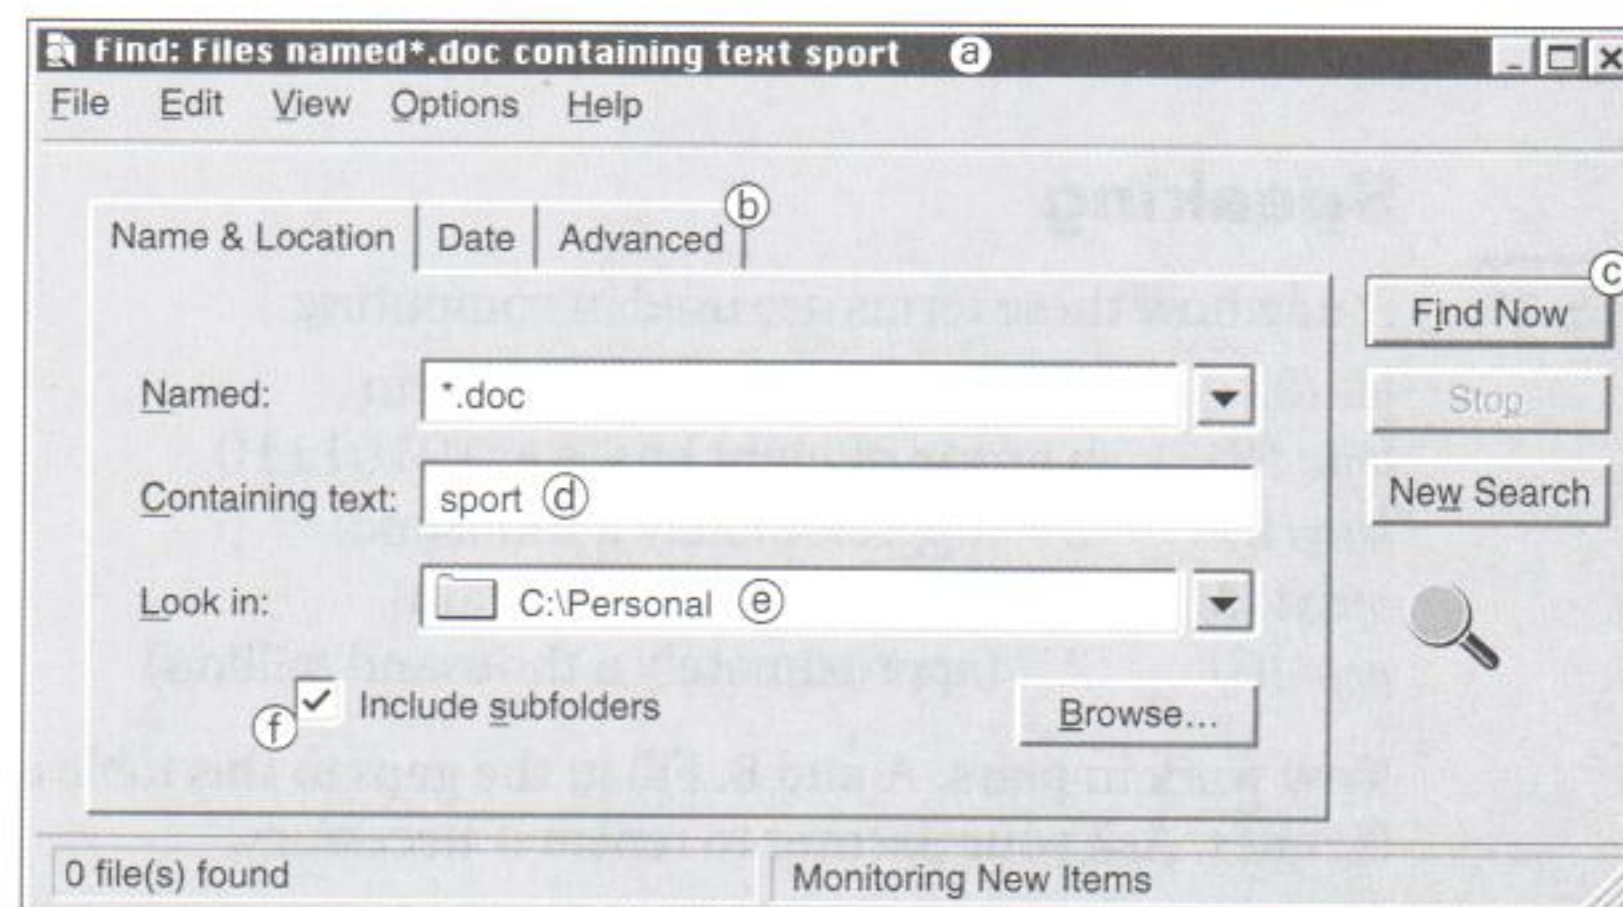 Find: Files named*.doc containing text sport ⓐ
File Edit View Options Help
ⓑ
Name & Location Date Advanced
ⓒ
Find Now
Named: *.doc
Stop
Containing text: sport ⓓ
New Search
Look in: C:\Personal ⓔ
ⓕ ✓ Include subfolders
Browse...
0 file(s) found Monitoring New Items